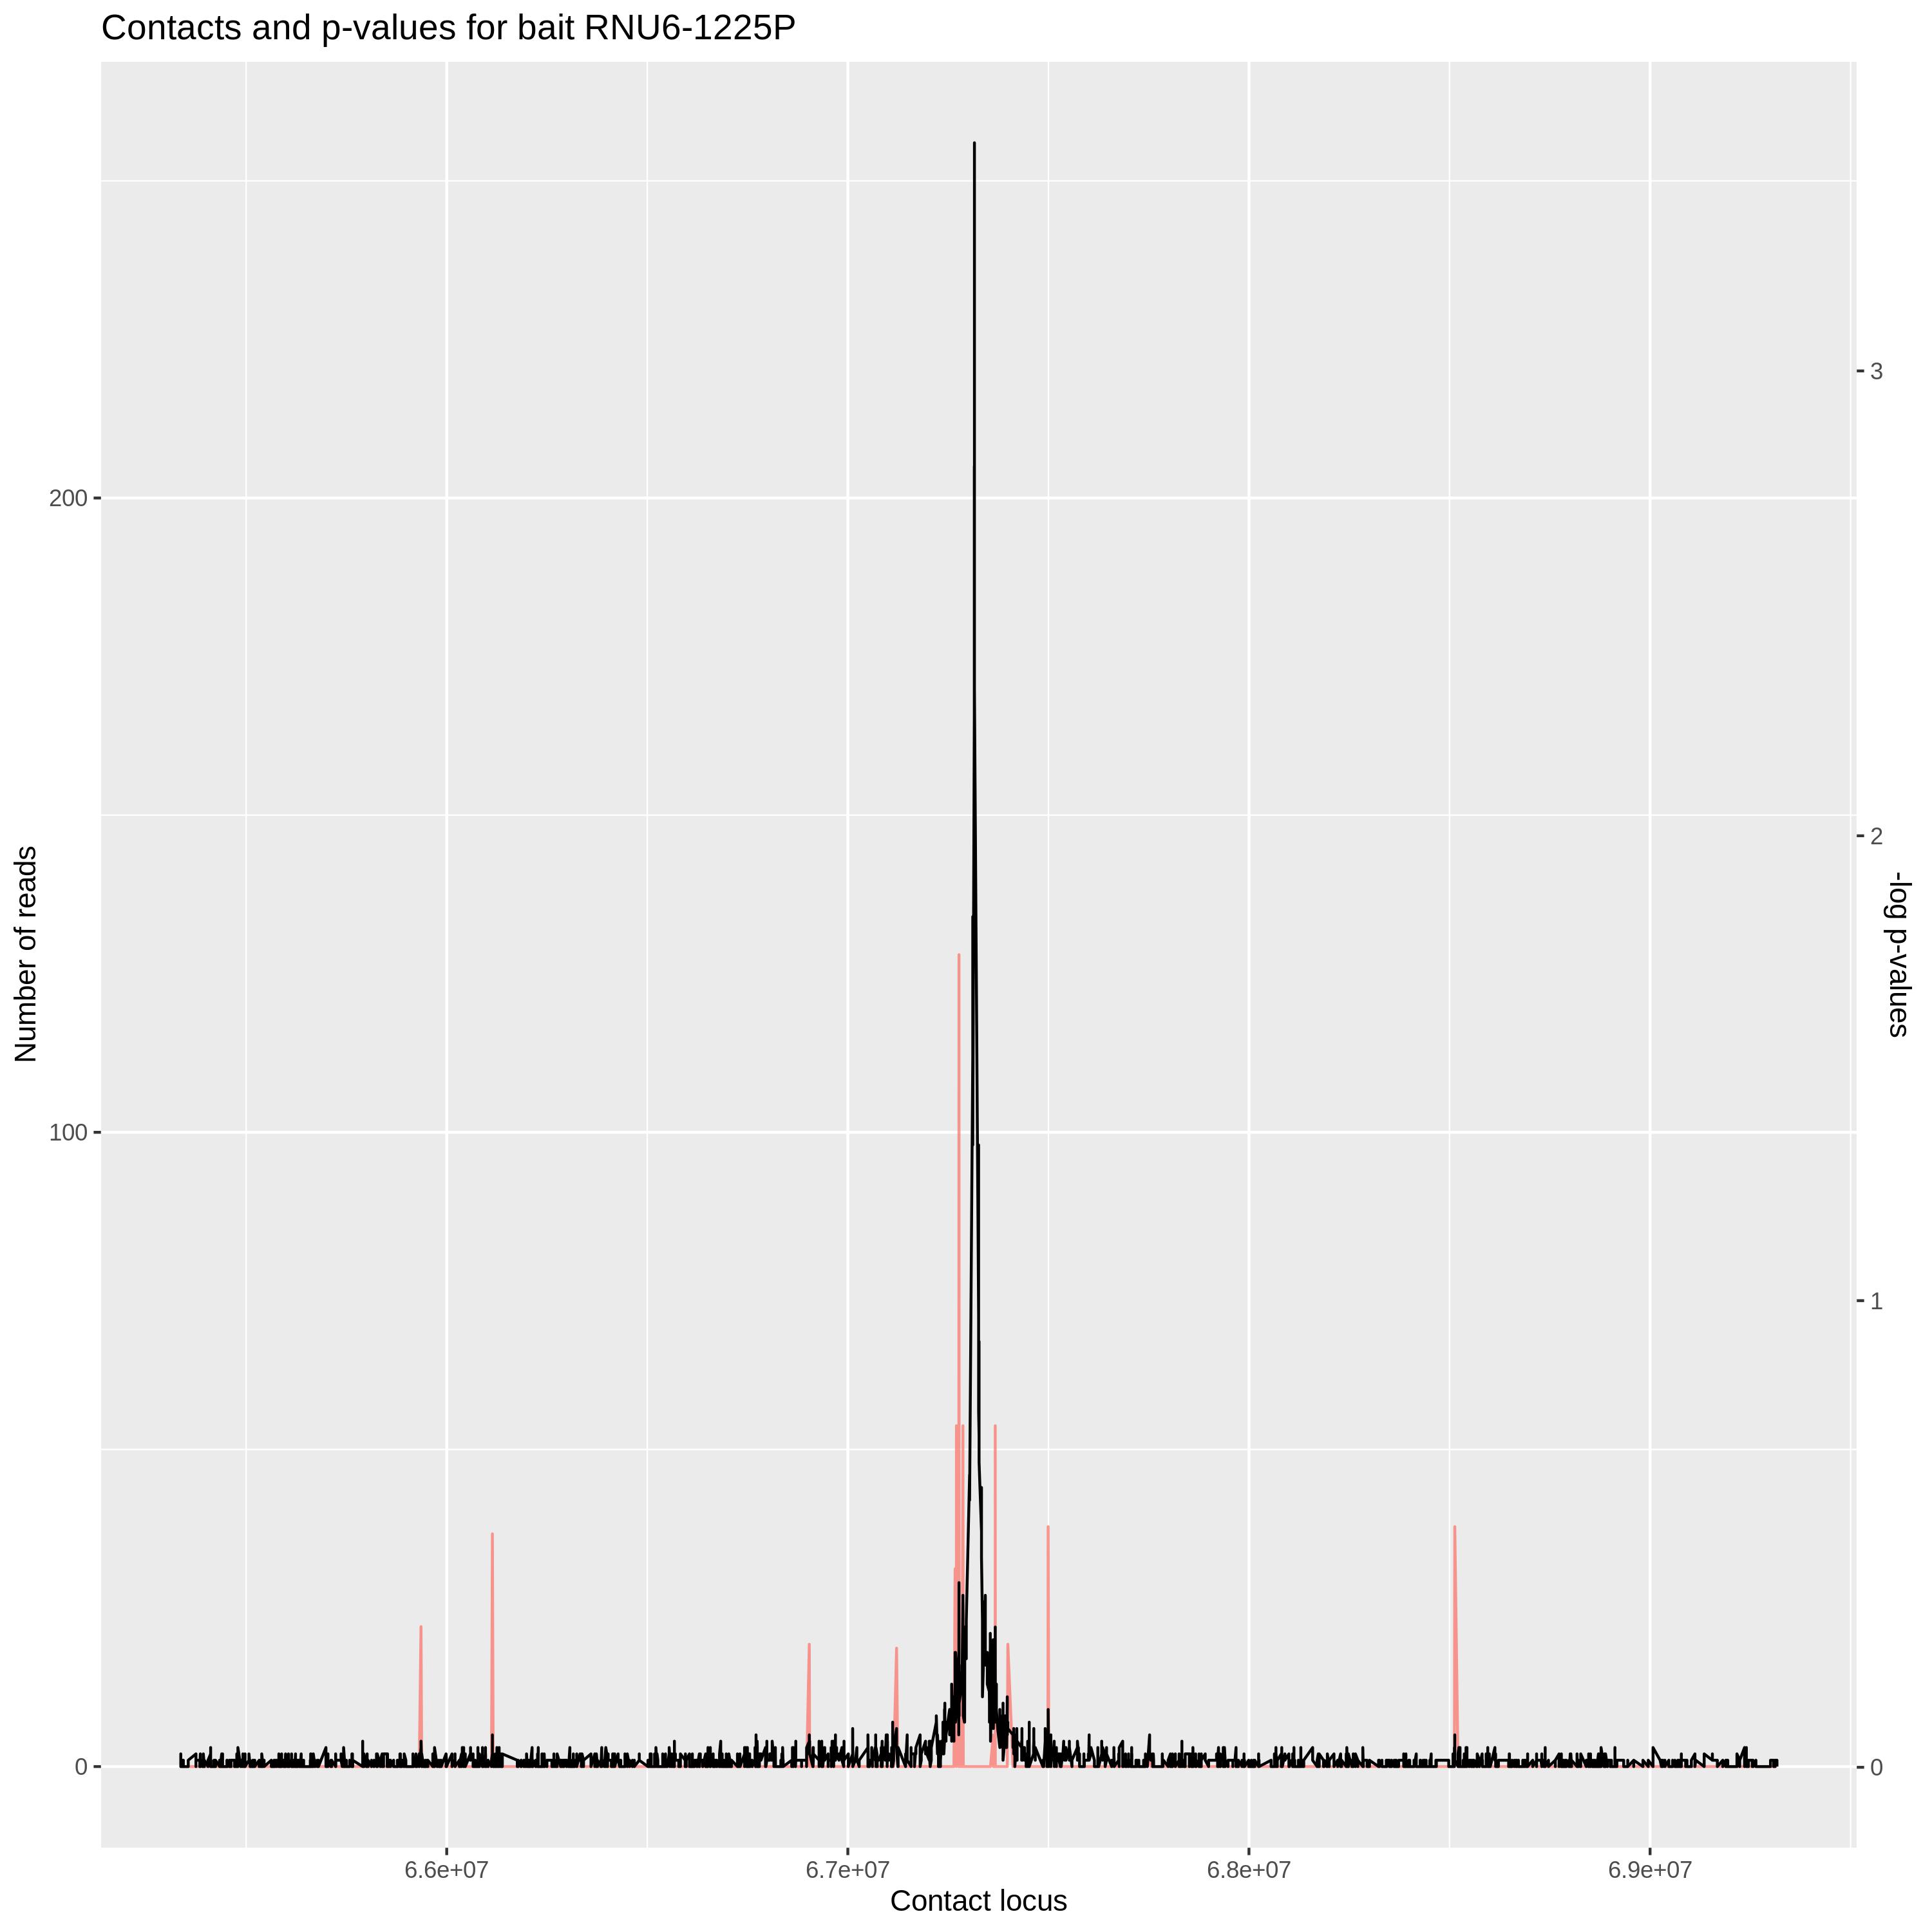 Contacts and p-values for bait RNU6-1225P
3
200
2
Number of reads
-log p-values
100
1
0
0
6.6e+07 6.7e+07 6.8e+07 6.9e+07
Contact locus